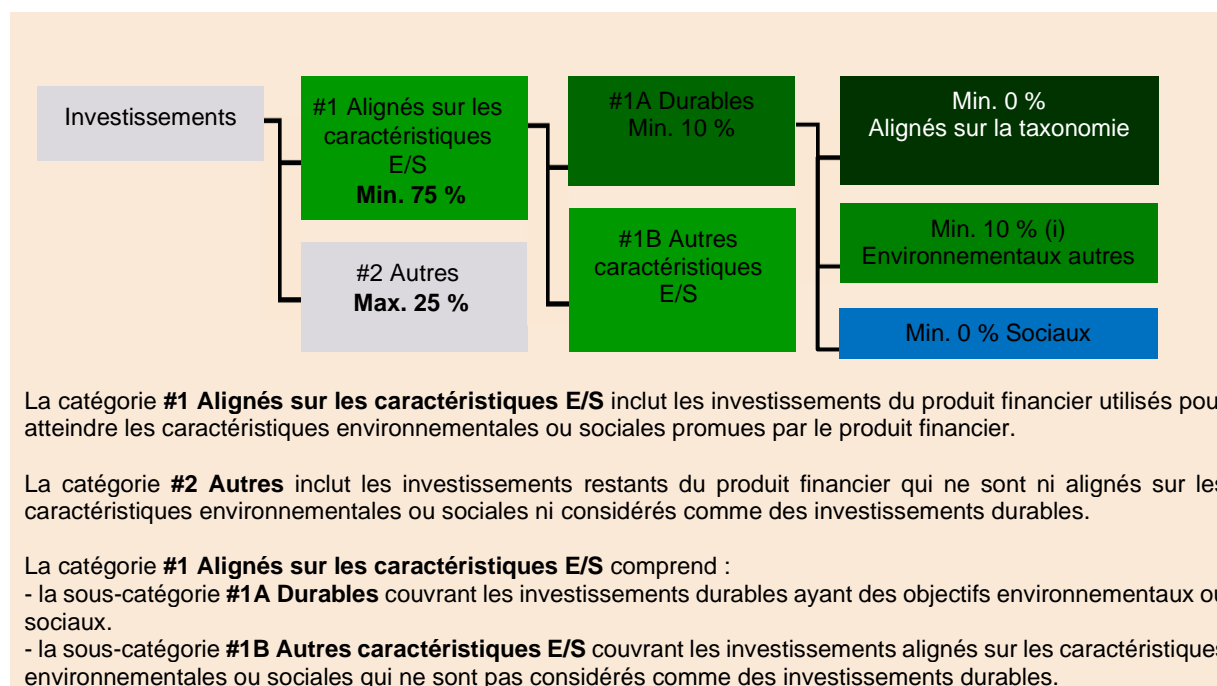 Investissements
#1 Alignés sur les
caractéristiques
E/S
Min. 75 %
#2 Autres
Max. 25 %
#1A Durables
Min. 10 %
#1B Autres
caractéristiques
E/S
Min. 0 %
Alignés sur la taxonomie
Min. 10 % (i)
Environnementaux autres
Min. 0 % Sociaux
La catégorie #1 Alignés sur les caractéristiques E/S inclut les investissements du produit financier utilisés pou
atteindre les caractéristiques environnementales ou sociales promues par le produit financier.
La catégorie #2 Autres inclut les investissements restants du produit financier qui ne sont ni alignés sur les
caractéristiques environnementales ou sociales ni considérés comme des investissements durables.
La catégorie #1 Alignés sur les caractéristiques E/S comprend :
- la sous-catégorie #1A Durables couvrant les investissements durables ayant des objectifs environnementaux ou
sociaux.
- la sous-catégorie #1B Autres caractéristiques E/S couvrant les investissements alignés sur les caractéristiques
environnementales ou sociales qui ne sont pas considérés comme des investissements durables.